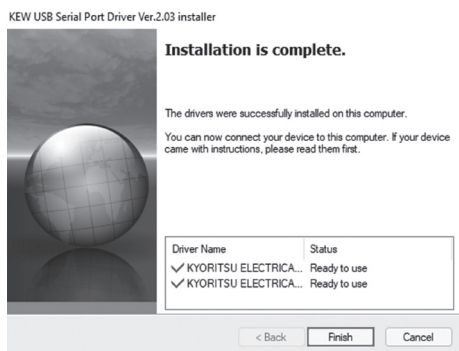 KEW USB Serial Port Driver Ver.2.03 installer
Installation is complete.
The drivers were successfully installed on this computer.
You can now connect your device to this computer. If your device
came with instructions, please read them first.
Driver Name Status
KYORITSU ELECTRICA... Ready to use
KYORITSU ELECTRICA... Ready to use
< Back Finish Cancel